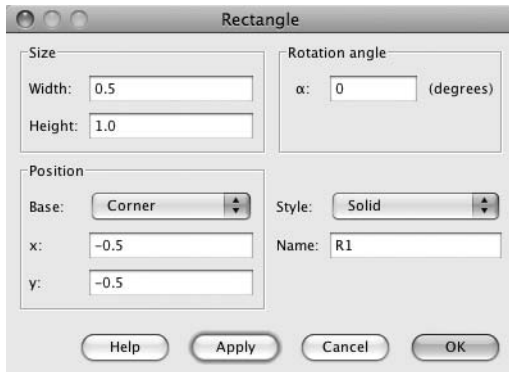 Rectangle
Size
Width: 0.5
Height: 1.0
Rotation angle
α: 0 (degrees)
Position
Base: Corner
x: -0.5
y: -0.5
Style: Solid
Name: R1
Help Apply Cancel OK